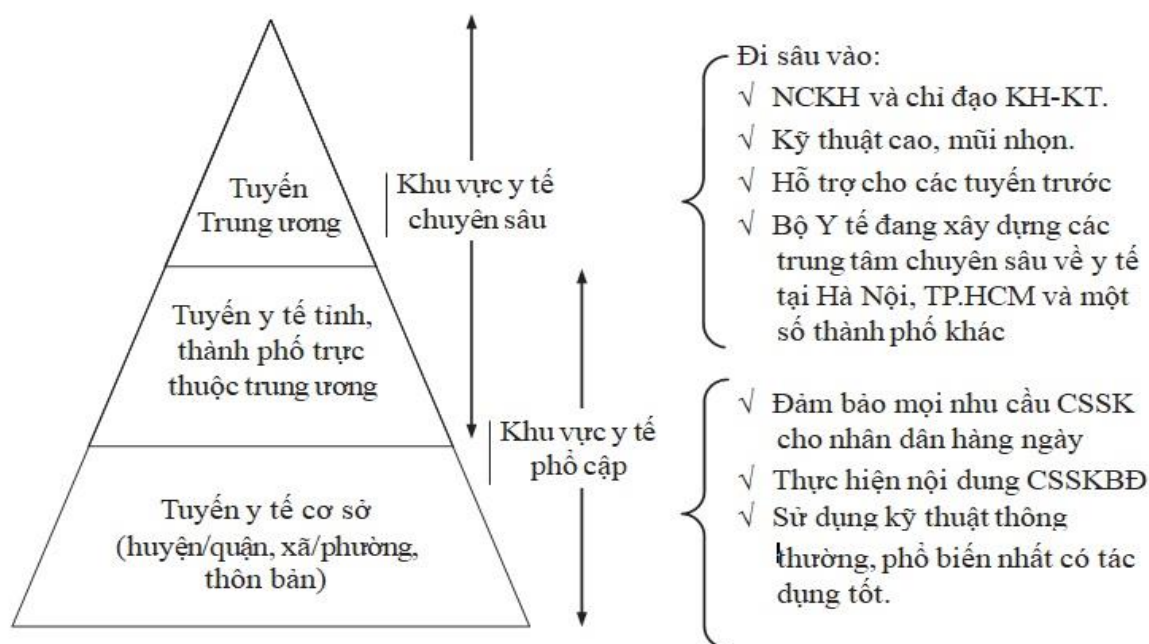 Tuyến
Trung ương
Tuyến y tế tỉnh,
thành phố trực
thuộc trung ương
Tuyến y tế cơ sở
(huyện/quận, xã/phường,
thôn bản)
Khu vực y tế
chuyên sâu
Khu vực y tế
phổ cập
Đi sâu vào:
√ NCKH và chỉ đạo KH-KT.
√ Kỹ thuật cao, mũi nhọn.
√ Hỗ trợ cho các tuyến trước
√ Bộ Y tế đang xây dựng các
trung tâm chuyên sâu về y tế
tại Hà Nội, TP.HCM và một
số thành phố khác
√ Đảm bảo mọi nhu cầu CSSK
cho nhân dân hàng ngày
√ Thực hiện nội dung CSSKBĐ
√ Sử dụng kỹ thuật thông
thường, phổ biến nhất có tác
dụng tốt.